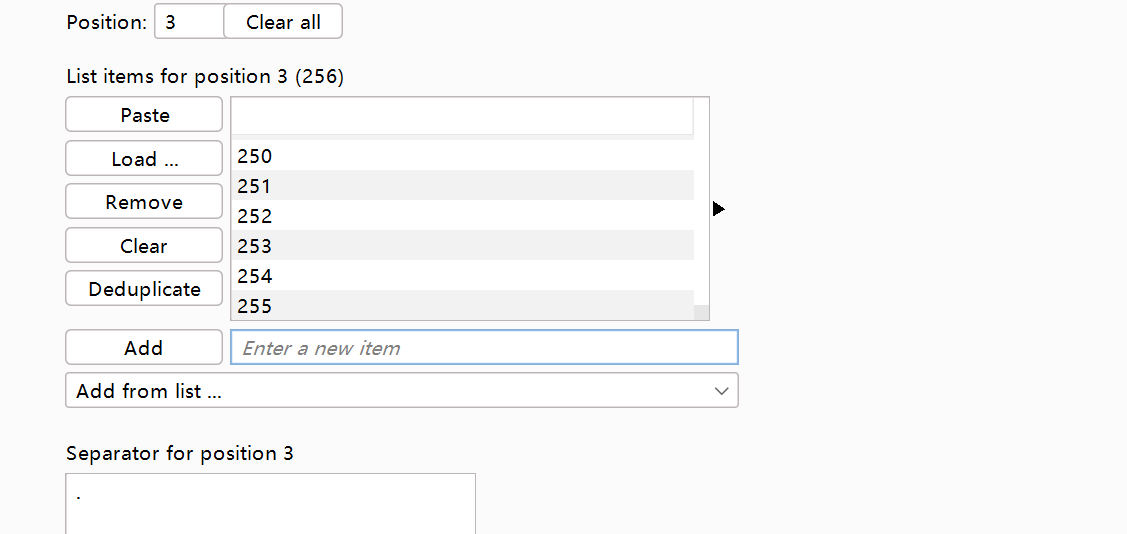 Position: 3 Clear all
List items for position 3 (256)
Paste
Load ...
Remove
Clear
Deduplicate
250
251
252
253
254
255
Add Enter a new item
Add from list ...
Separator for position 3
.